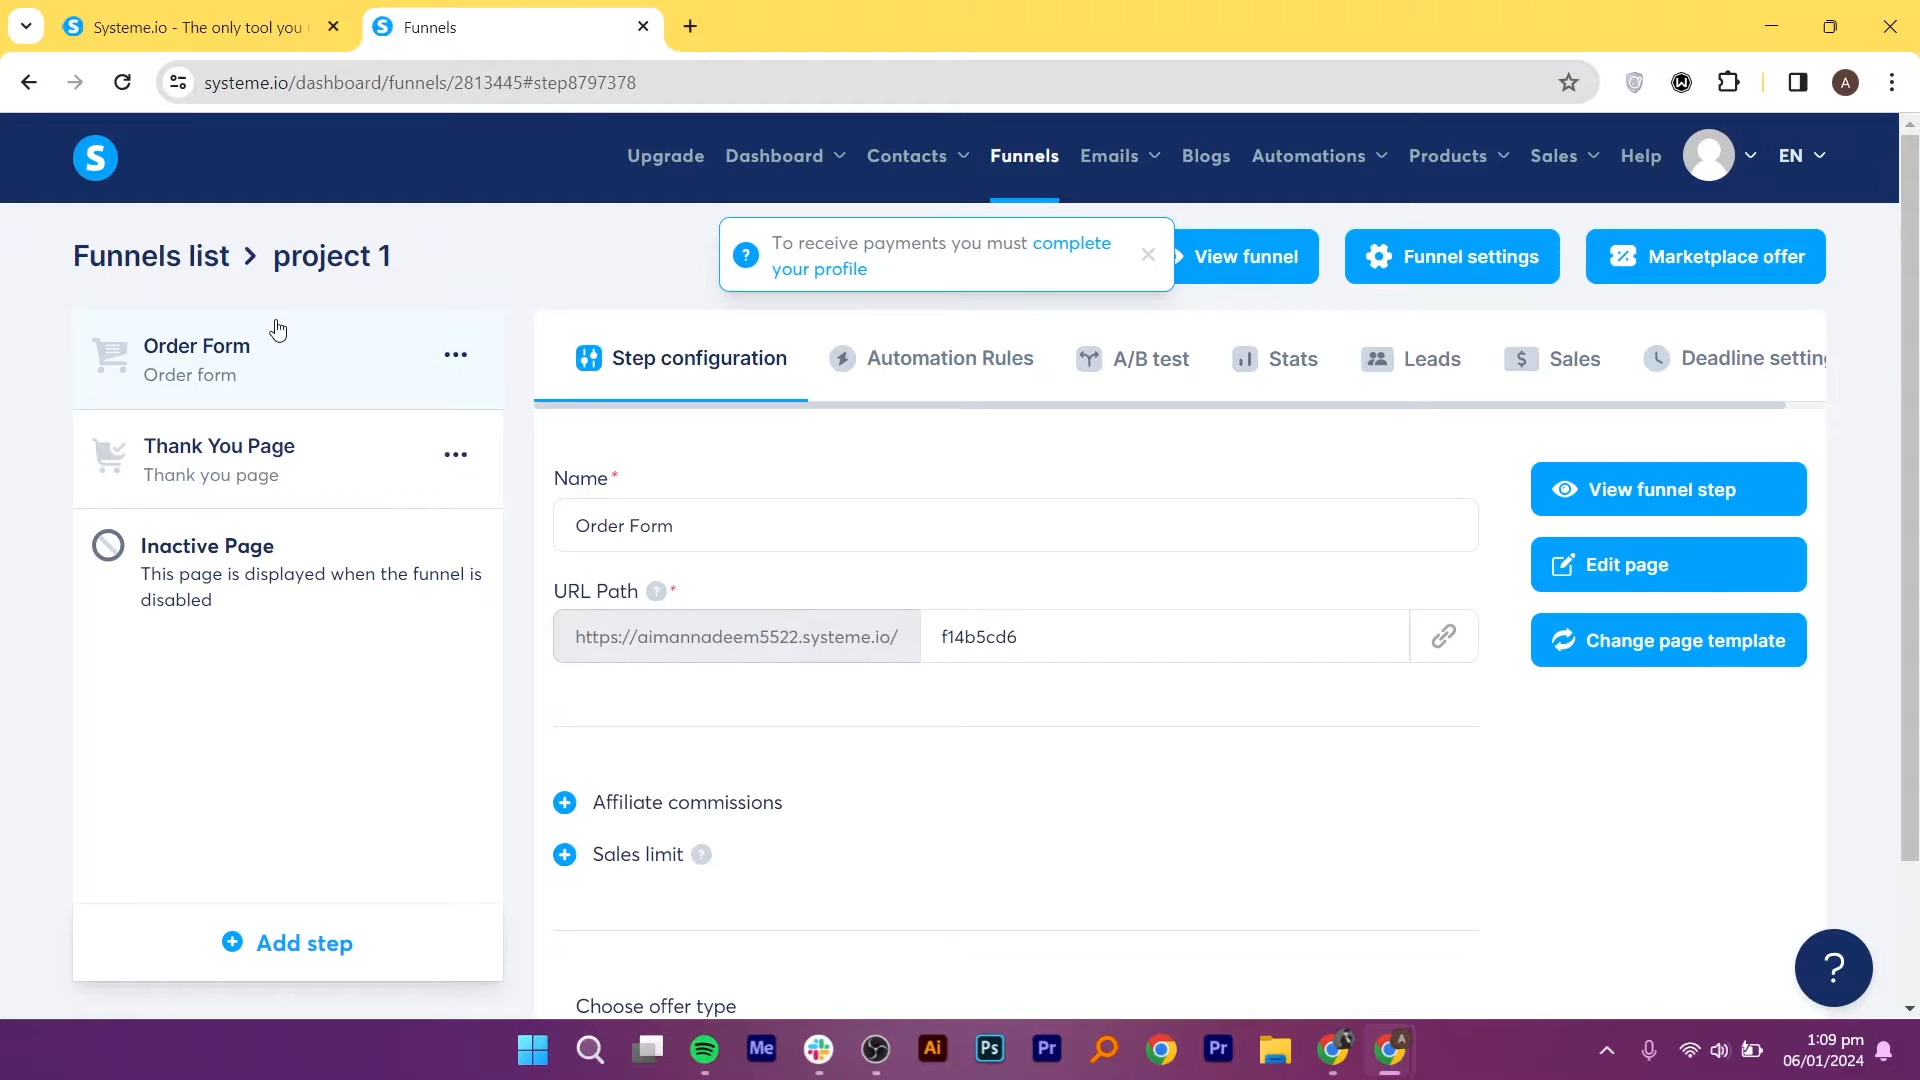 Systeme.io - The only tool you
Funnels
systeme.io/dashboard/funnels/2813445#step8797378
A
S
Upgrade
Dashboard
Contacts
Funnels
Emails
Blogs
Automations
Products
Sales
Help
EN
Funnels list > project 1
To receive payments you must complete
your profile
View funnel
Funnel settings
Marketplace offer
Order Form
Order form
Thank You Page
Thank you page
Inactive Page
This page is displayed when the funnel is
disabled
Add step
Step configuration
Automation Rules
A/B test
Stats
Leads
Sales
Deadline setting
Name*
Order Form
URL Path ? *
https://aimannadeem5522.systeme.io/
f14b5cd6
View funnel step
Edit page
Change page template
Affiliate commissions
Sales limit ?
Choose offer type
?
Me
Ai
Ps
Pr
Pr
1:09 pm
06/01/2024